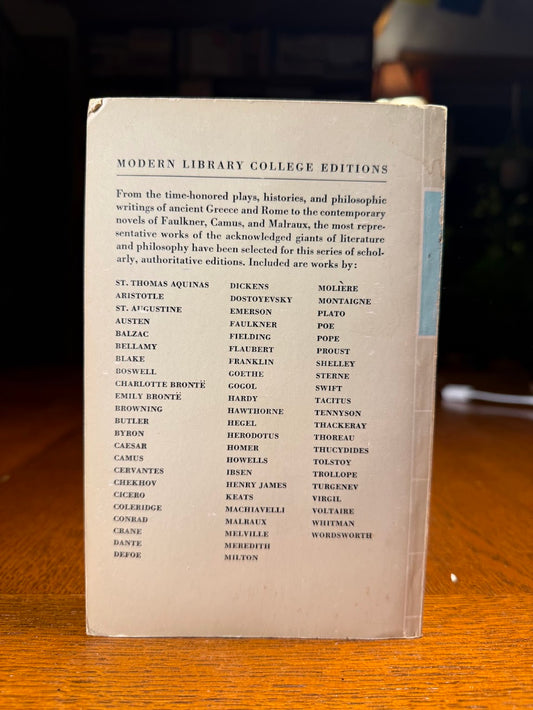 MODERN LIBRARY COLLEGE EDITIONS
From the time-honored plays, histories, and philosophic
writings of ancient Greece and Rome to the contemporary
novels of Faulkner, Camus, and Malraux, the most repre-
sentative works of the acknowledged giants of literature
and philosophy have been selected for this series of schol-
arly, authoritative editions. Included are works by:
ST. THOMAS AQUINAS
ARISTOTLE
ST. AUGUSTINE
AUSTEN
BALZAC
BELLAMY
BLAKE
BOSWELL
CHARLOTTE BRONTË
EMILY BRONTË
BROWNING
BUTLER
BYRON
CAESAR
CAMUS
CERVANTES
CHEKHOV
CICERO
COLERIDGE
CONRAD
CRANE
DANTE
DEFOE
DICKENS
DOSTOYEVSKY
EMERSON
FAULKNER
FIELDING
FLAUBERT
FRANKLIN
GOETHE
GOGOL
HARDY
HAWTHORNE
HEGEL
HERODOTUS
HOMER
HOWELLS
IBSEN
HENRY JAMES
KEATS
MACHIAVELLI
MALRAUX
MELVILLE
MEREDITH
MILTON
MOLIÈRE
MONTAIGNE
PLATO
POE
POPE
PROUST
SHELLEY
STERNE
SWIFT
TACITUS
TENNYSON
THACKERAY
THOREAU
THUCYDIDES
TOLSTOY
TROLLOPE
TURGENEV
VIRGIL
VOLTAIRE
WHITMAN
WORDSWORTH